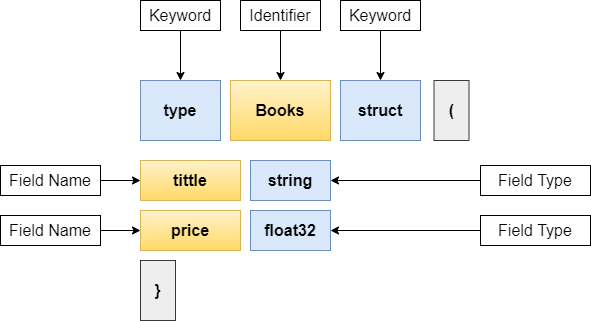 Keyword Identifier Keyword
type Books struct (
Field Name tittle string Field Type
Field Name price float32 Field Type
}